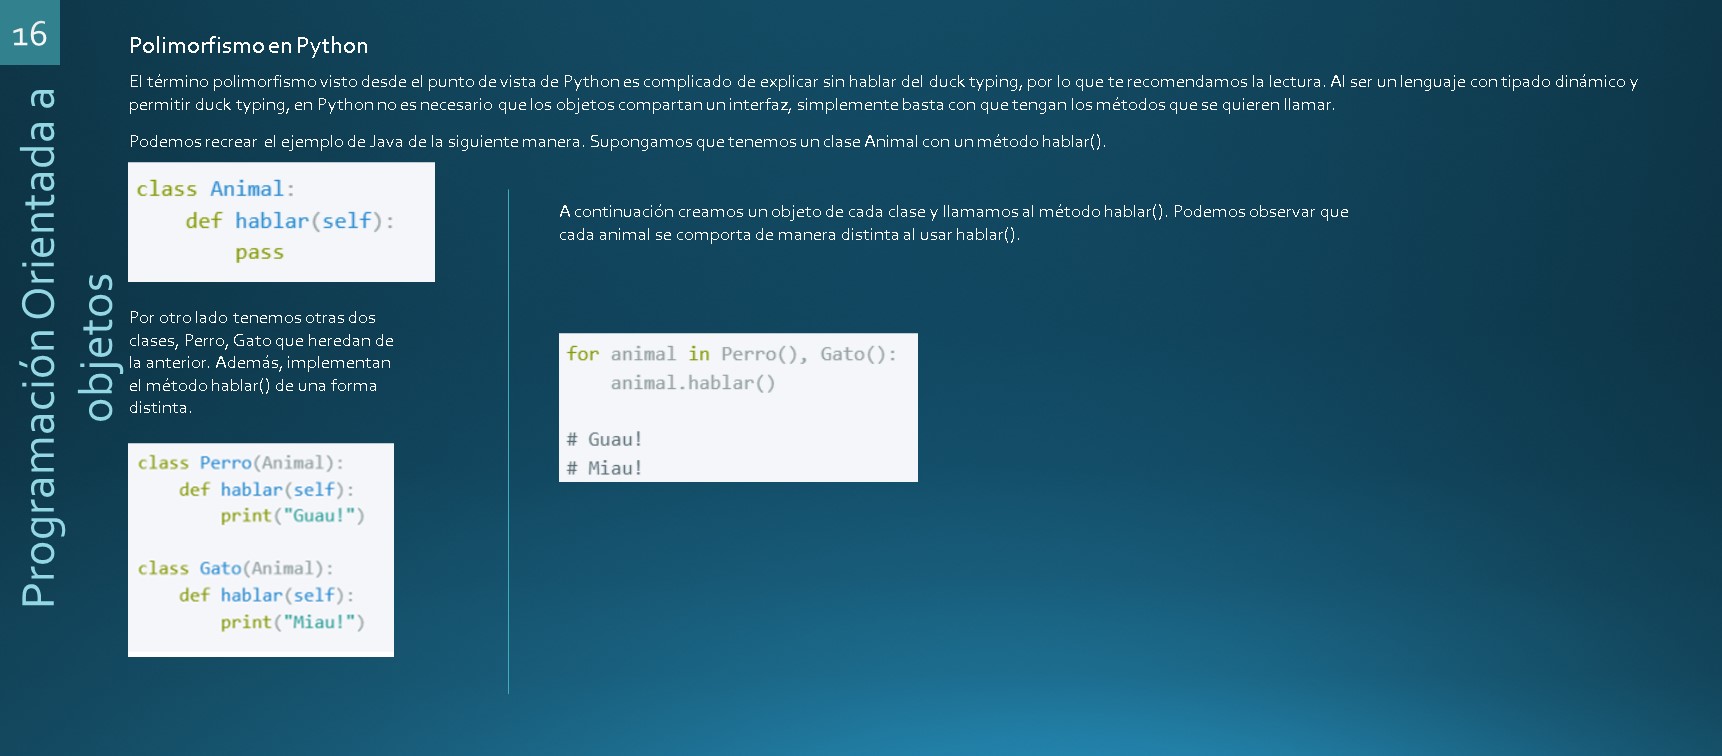 16
Programación Orientada a
objetos
Polimorfismo en Python
El término polimorfismo visto desde el punto de vista de Python es complicado de explicar sin hablar del duck typing, por lo que te recomendamos la lectura. Al ser un lenguaje con tipado dinámico y
permitir duck typing, en Python no es necesario que los objetos compartan un interfaz, simplemente basta con que tengan los métodos que se quieren llamar.
Podemos recrear el ejemplo de Java de la siguiente manera. Supongamos que tenemos un clase Animal con un método hablar().
class Animal:
    def hablar(self):
        pass
Por otro lado tenemos otras dos
clases, Perro, Gato que heredan de
la anterior. Además, implementan
el método hablar() de una forma
distinta.
class Perro(Animal):
    def hablar(self):
        print("Guau!")
class Gato(Animal):
    def hablar(self):
        print("Miau!")
A continuación creamos un objeto de cada clase y llamamos al método hablar(). Podemos observar que
cada animal se comporta de manera distinta al usar hablar().
for animal in Perro(), Gato():
    animal.hablar()
# Guau!
# Miau!